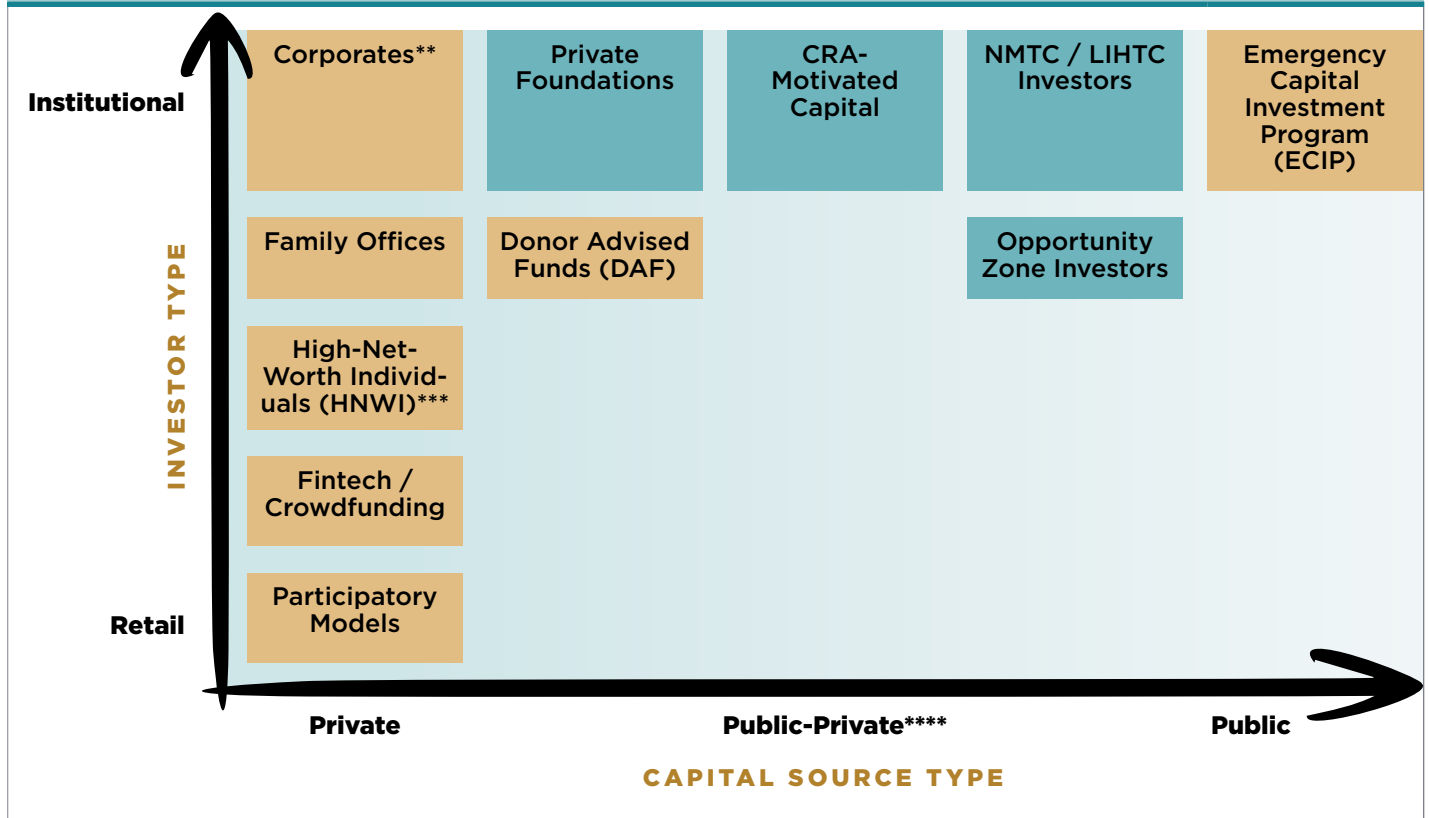 Institutional
Corporates**
Private
Foundations
CRA-
Motivated
Capital
NMTC / LIHTC
Investors
Emergency
Capital
Investment
Program
(ECIP)
INVESTOR TYPE
Family Offices
Donor Advised
Funds (DAF)
Opportunity
Zone Investors
High-Net-
Worth Individ-
uals (HNWI)***
Fintech /
Crowdfunding
Retail
Participatory
Models
Private
Public-Private****
Public
CAPITAL SOURCE TYPE